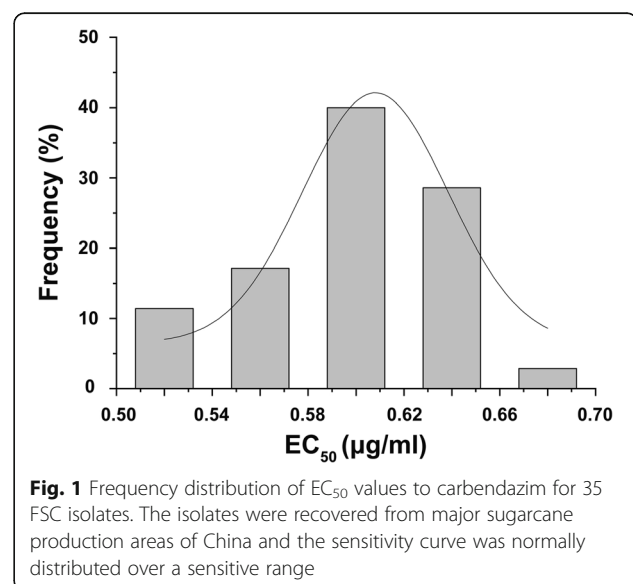 50
40
30
20
10
0
Frequency (%)
0.50 0.54 0.58 0.62 0.66 0.70
EC50 (µg/ml)
Fig. 1 Frequency distribution of EC50 values to carbendazim for 35
FSC isolates. The isolates were recovered from major sugarcane
production areas of China and the sensitivity curve was normally
distributed over a sensitive range